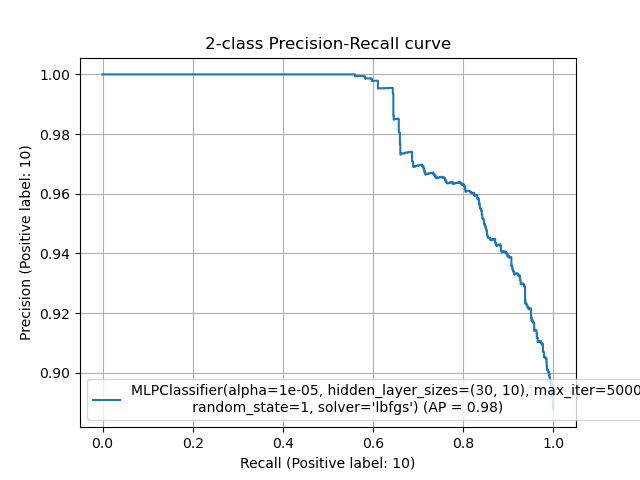 2-class Precision-Recall curve
1.00
0.98
0.96
0.94
0.92
0.90
Precision (Positive label: 10)
MLPClassifier(alpha=1e-05, hidden_layer_sizes=(30, 10), max_iter=5000
random_state=1, solver='lbfgs') (AP = 0.98)
0.0 0.2 0.4 0.6 0.8 1.0
Recall (Positive label: 10)